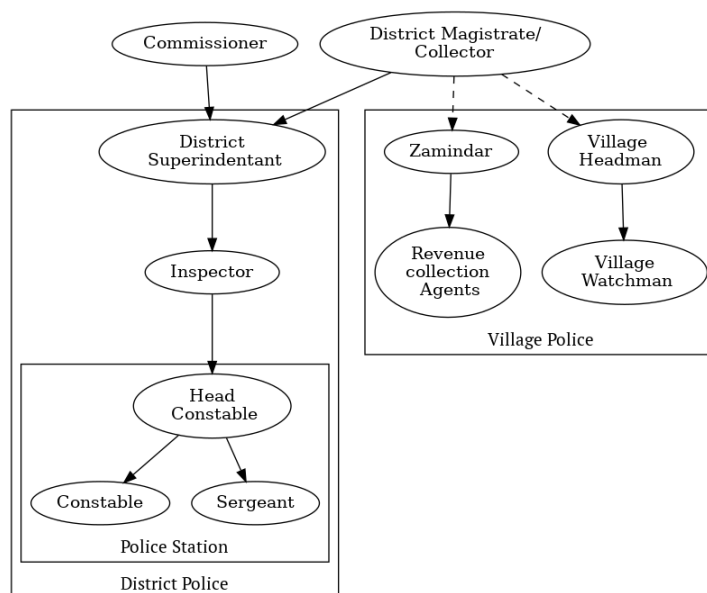 Commissioner
District Magistrate/
Collector
District
Superindentant
Zamindar
Village
Headman
Inspector
Revenue
collection
Agents
Village
Watchman
Village Police
Head
Constable
Constable
Sergeant
Police Station
District Police